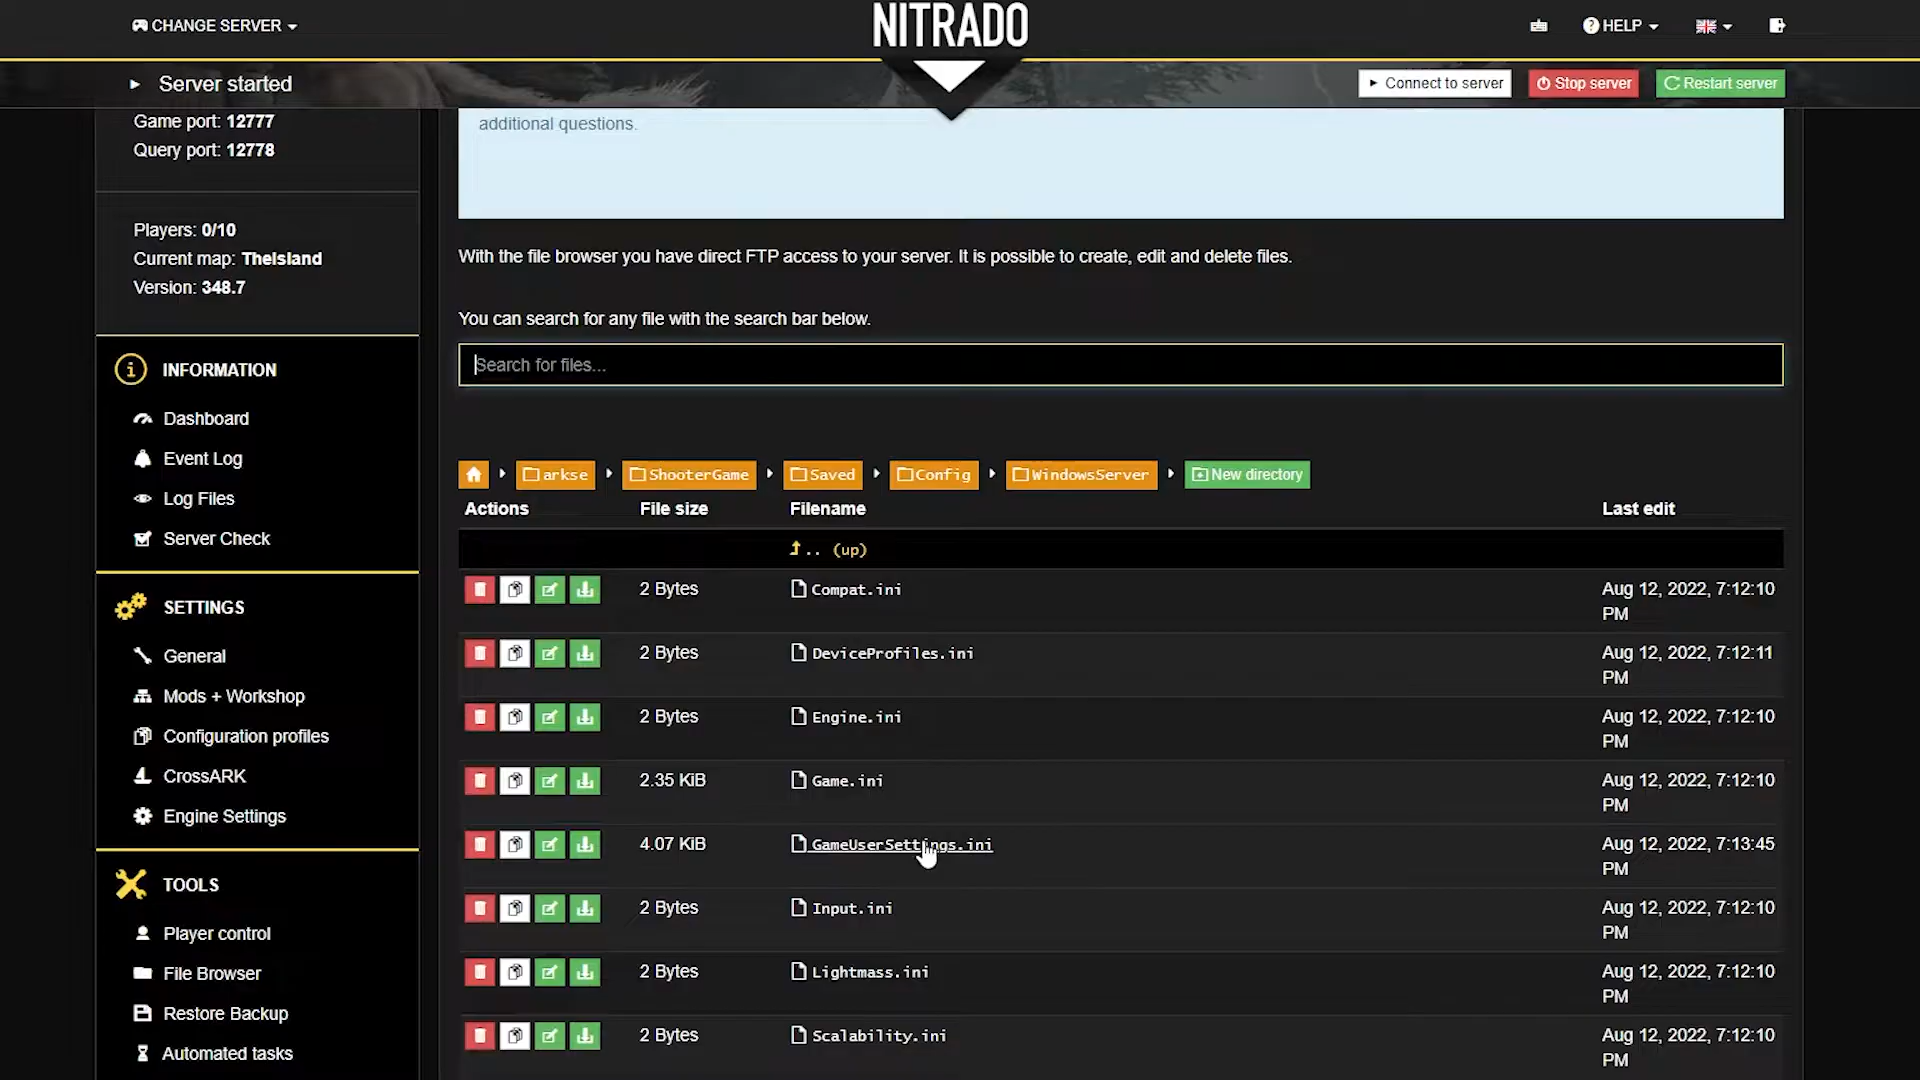 CHANGE SERVER
NITRADO
HELP
Server started
Connect to server
Stop server
Restart server
Game port: 12777
Query port: 12778
Players: 0/10
Current map: TheIsland
Version: 348.7
INFORMATION
Dashboard
Event Log
Log Files
Server Check
SETTINGS
General
Mods + Workshop
Configuration profiles
CrossARK
Engine Settings
TOOLS
Player control
File Browser
Restore Backup
Automated tasks
additional questions.
With the file browser you have direct FTP access to your server. It is possible to create, edit and delete files.
You can search for any file with the search bar below.
Search for files...
arkse ShooterGame Saved Config WindowsServer New directory
Actions File size Filename Last edit
.. (up)
2 Bytes Compat.ini Aug 12, 2022, 7:12:10
PM
2 Bytes DeviceProfiles.ini Aug 12, 2022, 7:12:11
PM
2 Bytes Engine.ini Aug 12, 2022, 7:12:10
PM
2.35 KiB Game.ini Aug 12, 2022, 7:12:10
PM
4.07 KiB GameUserSettings.ini Aug 12, 2022, 7:13:45
PM
2 Bytes Input.ini Aug 12, 2022, 7:12:10
PM
2 Bytes Lightmass.ini Aug 12, 2022, 7:12:10
PM
2 Bytes Scalability.ini Aug 12, 2022, 7:12:10
PM